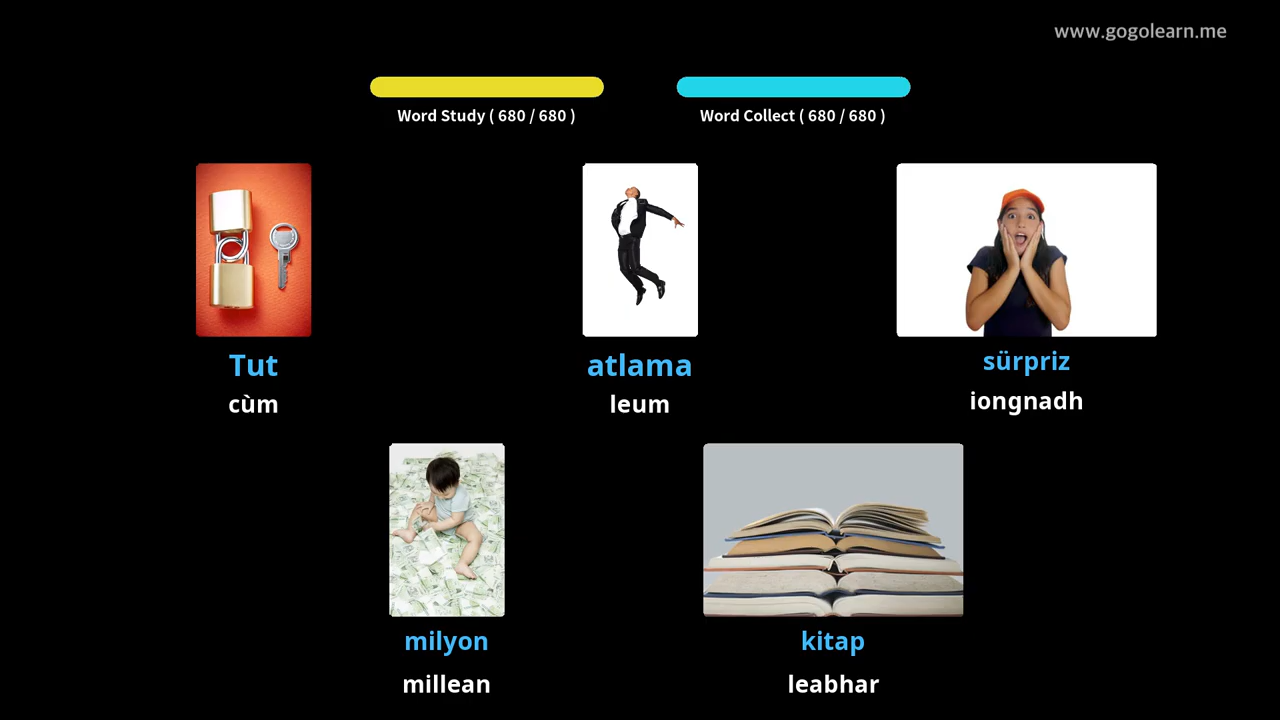 www.gogolearn.me
Word Study ( 680 / 680 )
Word Collect ( 680 / 680 )
Tut
cùm
atlama
leum
sürpriz
iongnadh
milyon
millean
kitap
leabhar